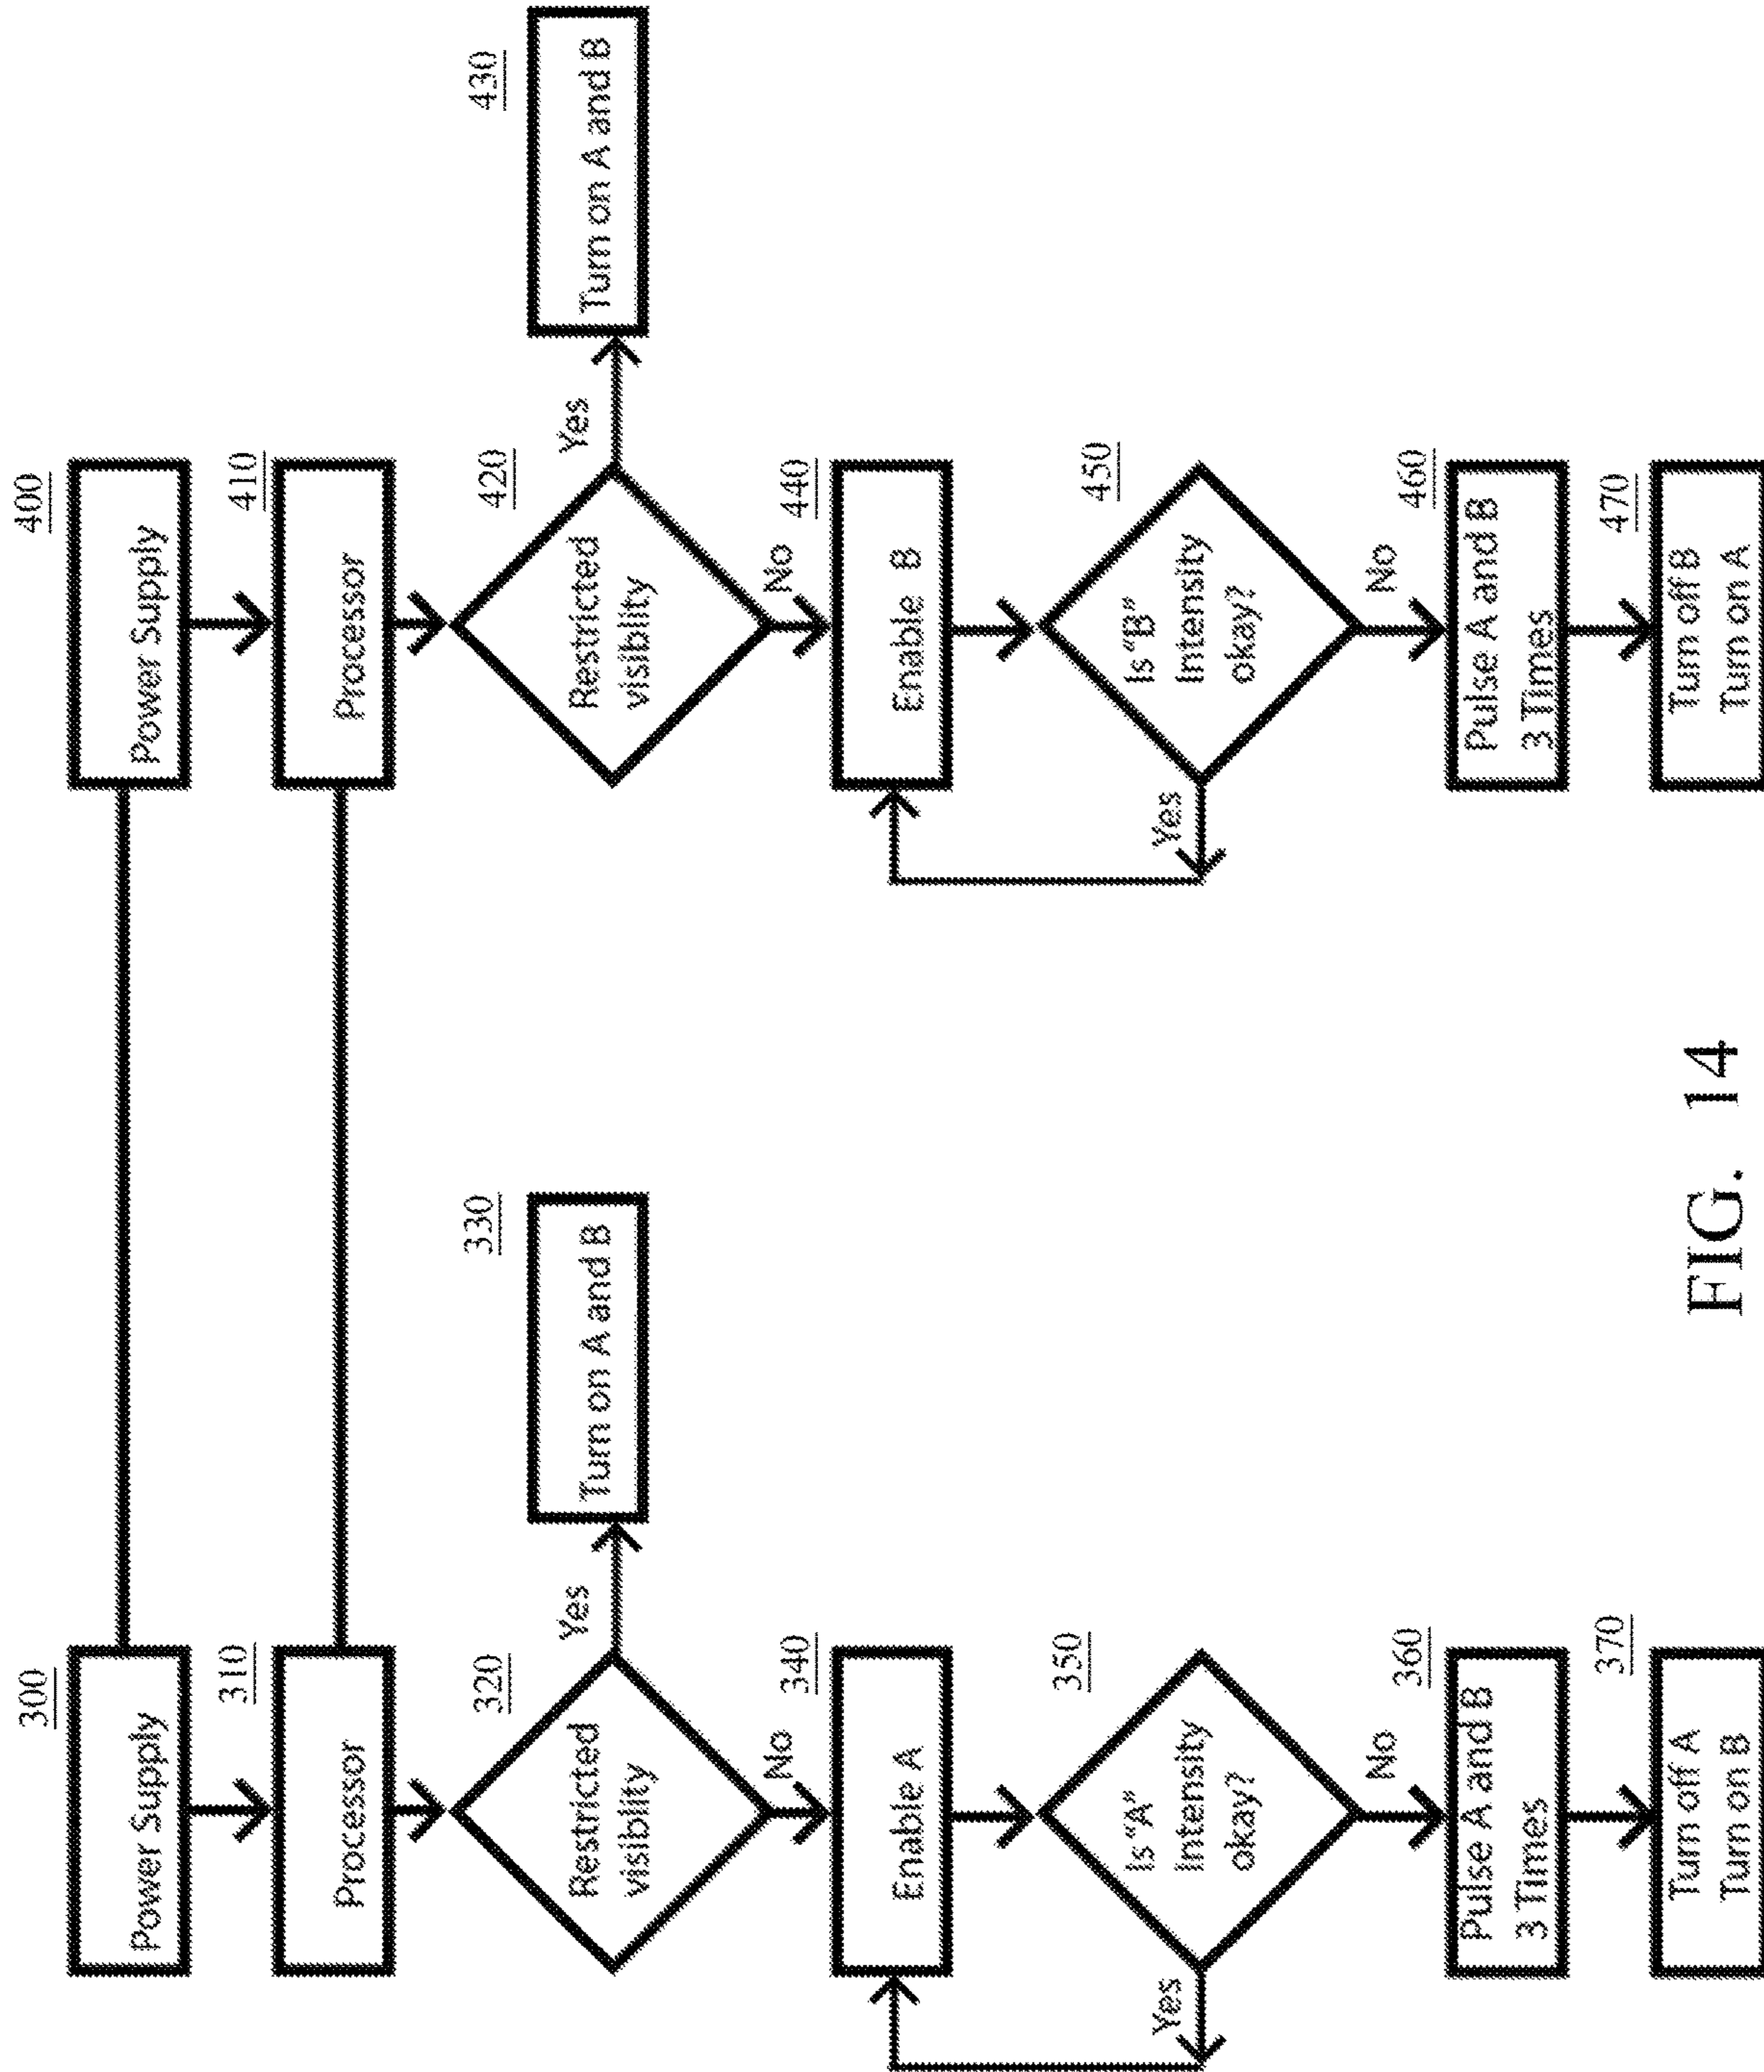 300
Power Supply
310
Processor
320
Restricted
visiblity
Yes
330
Turn on A and B
No
340
Enable A
350
Is "A"
Intensity
okay?
Yes
No
360
Pulse A and B
3 Times
370
Turn off A
Turn on B
400
Power Supply
410
Processor
420
Restricted
visiblity
Yes
430
Turn on A and B
No
440
Enable B
450
Is "B"
Intensity
okay?
Yes
No
460
Pulse A and B
3 Times
470
Turn off B
Turn on A
FIG. 14